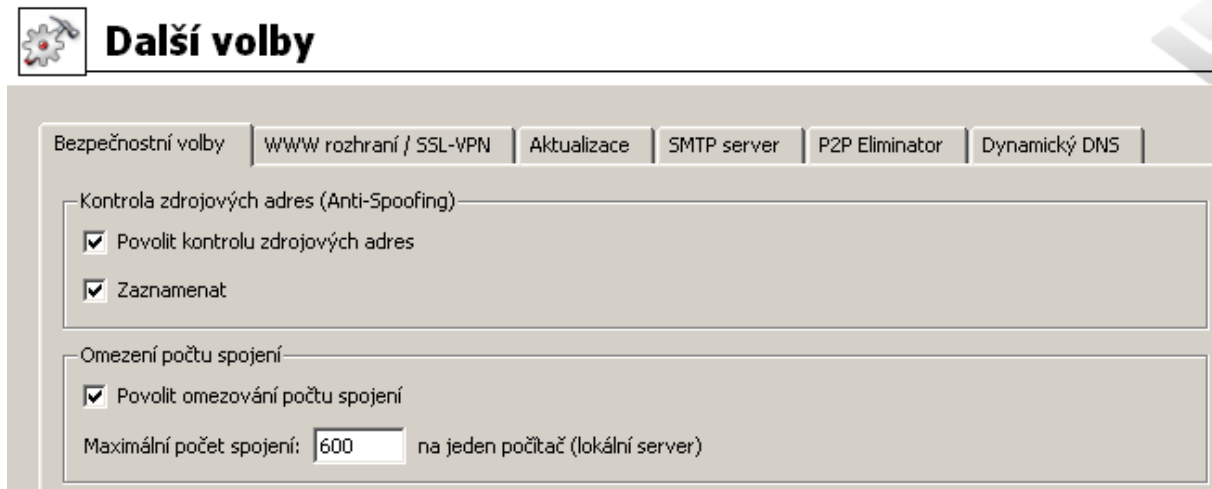 Další volby
Bezpečnostní volby WWW rozhraní / SSL-VPN Aktualizace SMTP server P2P Eliminator Dynamický DNS
Kontrola zdrojových adres (Anti-Spoofing)
Povolit kontrolu zdrojových adres
Zaznamenat
Omezení počtu spojení
Povolit omezování počtu spojení
Maximální počet spojení: 600 na jeden počítač (lokální server)